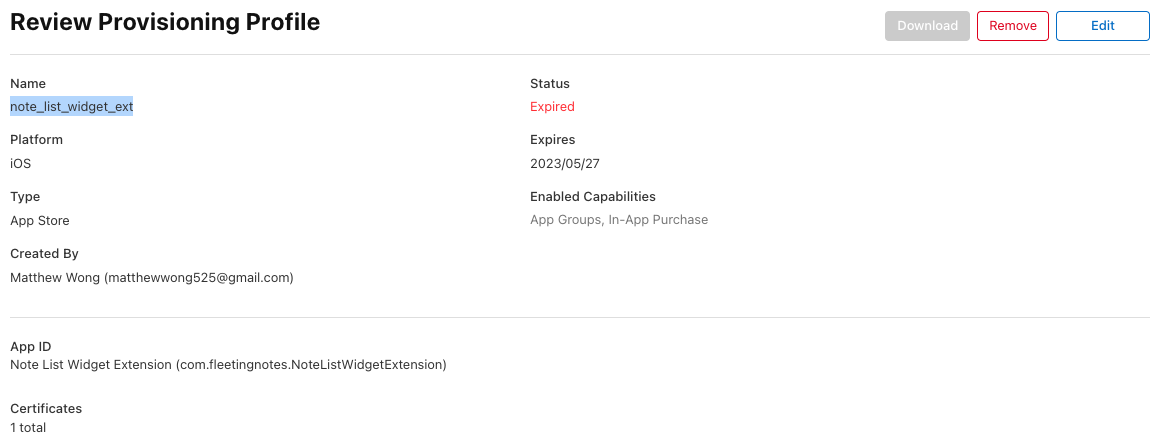 Review Provisioning Profile
Download
Remove
Edit
Name
note_list_widget_ext
Status
Expired
Platform
iOS
Expires
2023/05/27
Type
App Store
Enabled Capabilities
App Groups, In-App Purchase
Created By
Matthew Wong (matthewwong525@gmail.com)
App ID
Note List Widget Extension (com.fleetingnotes.NoteListWidgetExtension)
Certificates
1 total